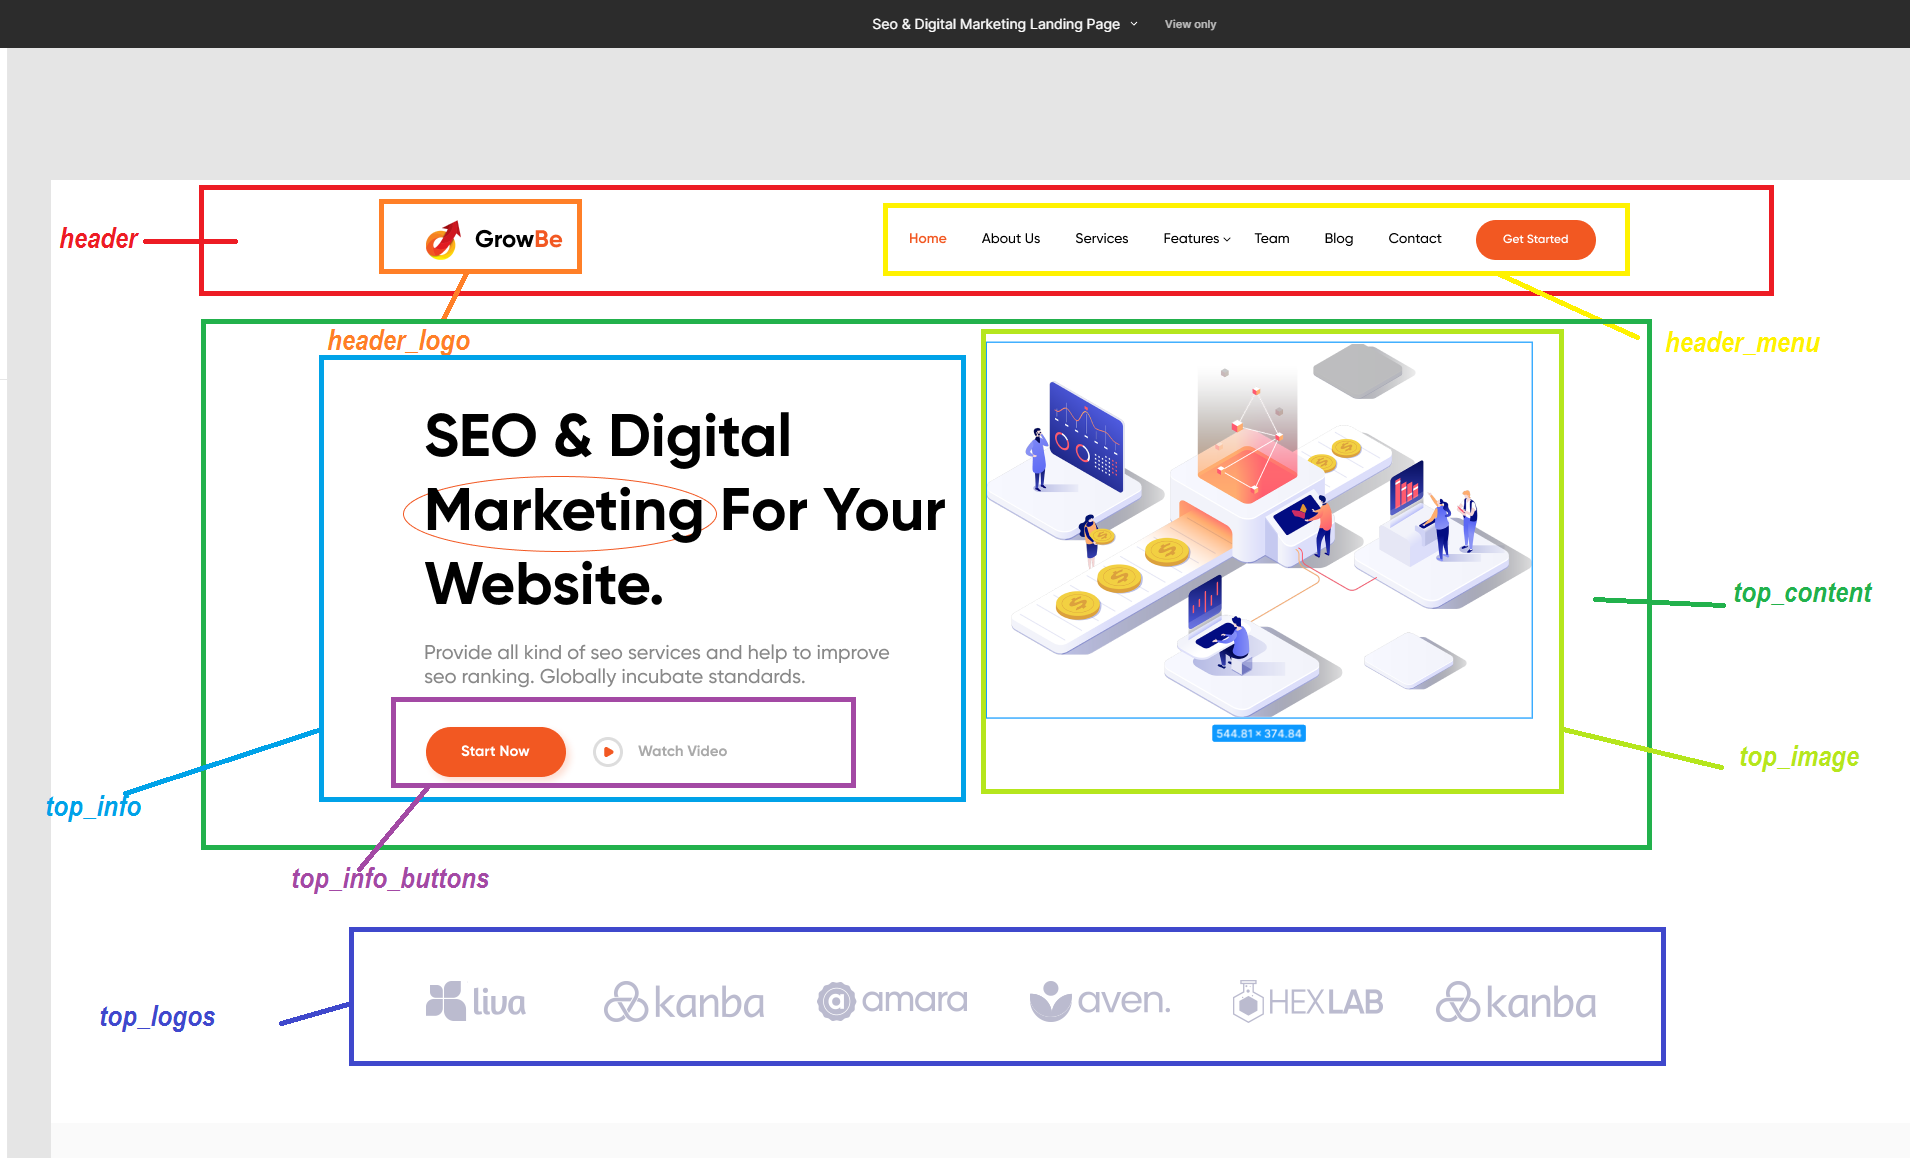 Seo & Digital Marketing Landing Page View only
header
GrowBe
Home About Us Services Features Team Blog Contact Get Started
header_logo
header_menu
SEO & Digital
Marketing For Your
Website.
Provide all kind of seo services and help to improve
seo ranking. Globally incubate standards.
Start Now Watch Video
544.81 × 374.84
top_content
top_image
top_info
top_info_buttons
liva kanba amara aven. HEXLAB kanba
top_logos